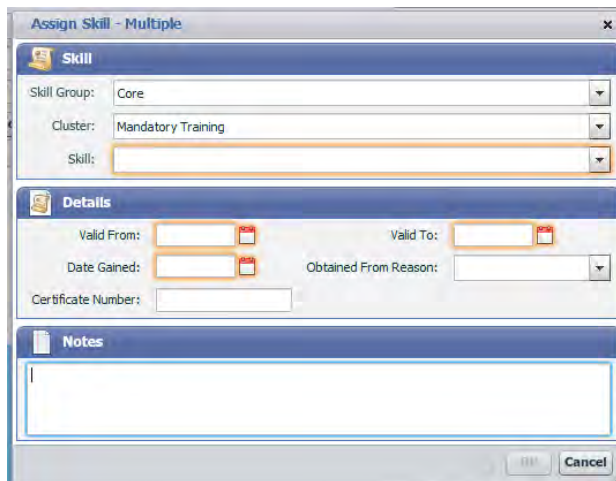 Assign Skill - Multiple x
Skill
Skill Group: Core
Cluster: Mandatory Training
Skill:
Details
Valid From: Valid To:
Date Gained: Obtained From Reason:
Certificate Number:
Notes
Cancel